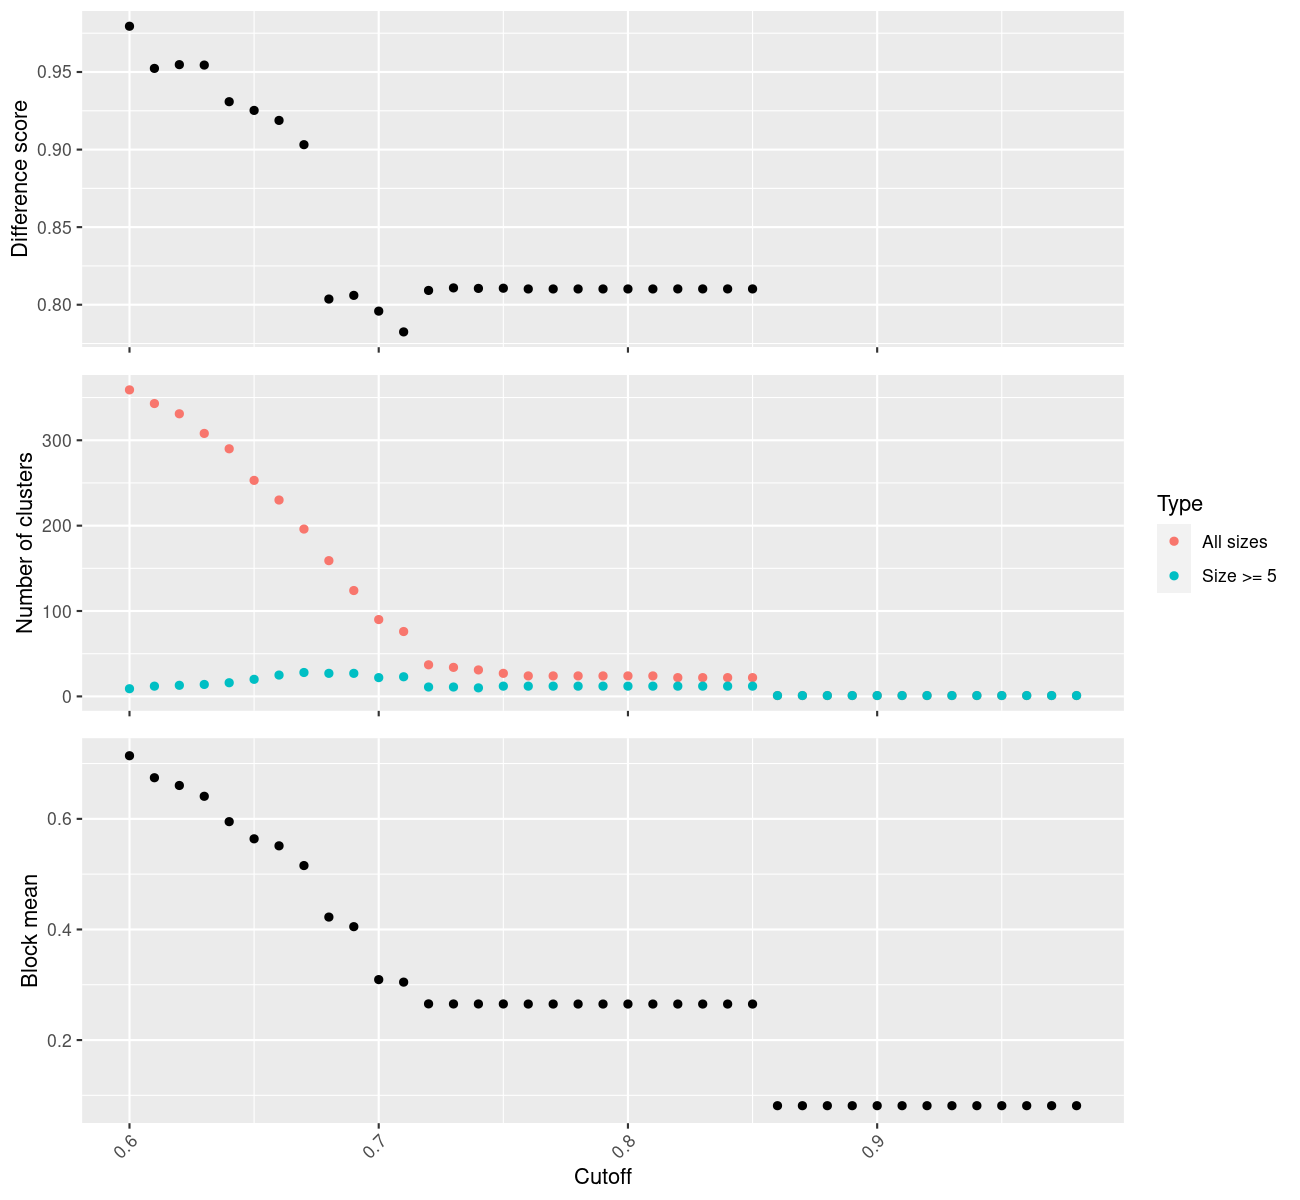 Difference score
0.95
0.90
0.85
0.80
Number of clusters
300
200
100
0
Type
All sizes
Size >= 5
Block mean
0.6
0.4
0.2
0.6
0.7
0.8
0.9
Cutoff